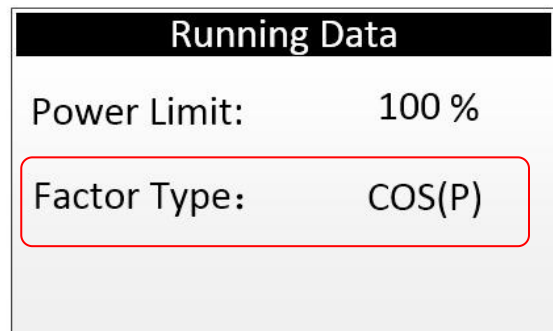 Running Data
Power Limit: 100 %
Factor Type： COS(P)